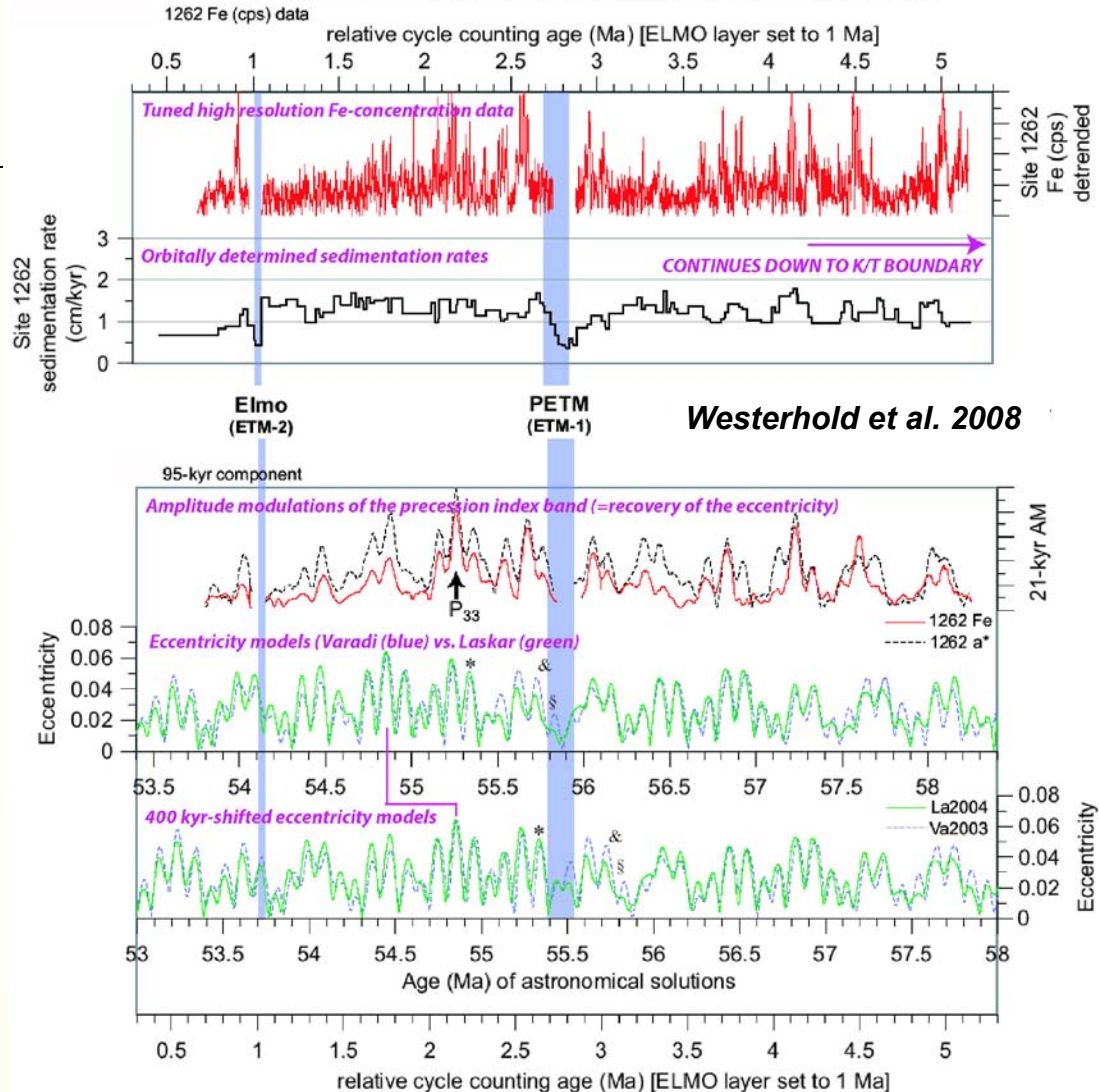 1262 Fe (cps) data
relative cycle counting age (Ma) [ELMO layer set to 1 Ma]
0.5 1 1.5 2 2.5 3 3.5 4 4.5 5
Tuned high resolution Fe-concentration data
Site 1262
Fe (cps)
detrended
3
2
1
0
Site 1262
sedimentation rate
(cm/kyr)
Orbitally determined sedimentation rates
CONTINUES DOWN TO K/T BOUNDARY
Elmo
(ETM-2)
PETM
(ETM-1)
Westerhold et al. 2008
95-kyr component
Amplitude modulations of the precession index band (=recovery of the eccentricity)
21-kyr AM
P33
1262 Fe
1262 a*
0.08
0.06
0.04
0.02
0
Eccentricity
Eccentricity models (Varadi (blue) vs. Laskar (green)
* & §
53.5 54 54.5 55 55.5 56 56.5 57 57.5 58
400 kyr-shifted eccentricity models
La2004
Va2003
* & §
0.08
0.06
0.04
0.02
0
Eccentricity
53 53.5 54 54.5 55 55.5 56 56.5 57 57.5 58
Age (Ma) of astronomical solutions
0.5 1 1.5 2 2.5 3 3.5 4 4.5 5
relative cycle counting age (Ma) [ELMO layer set to 1 Ma]